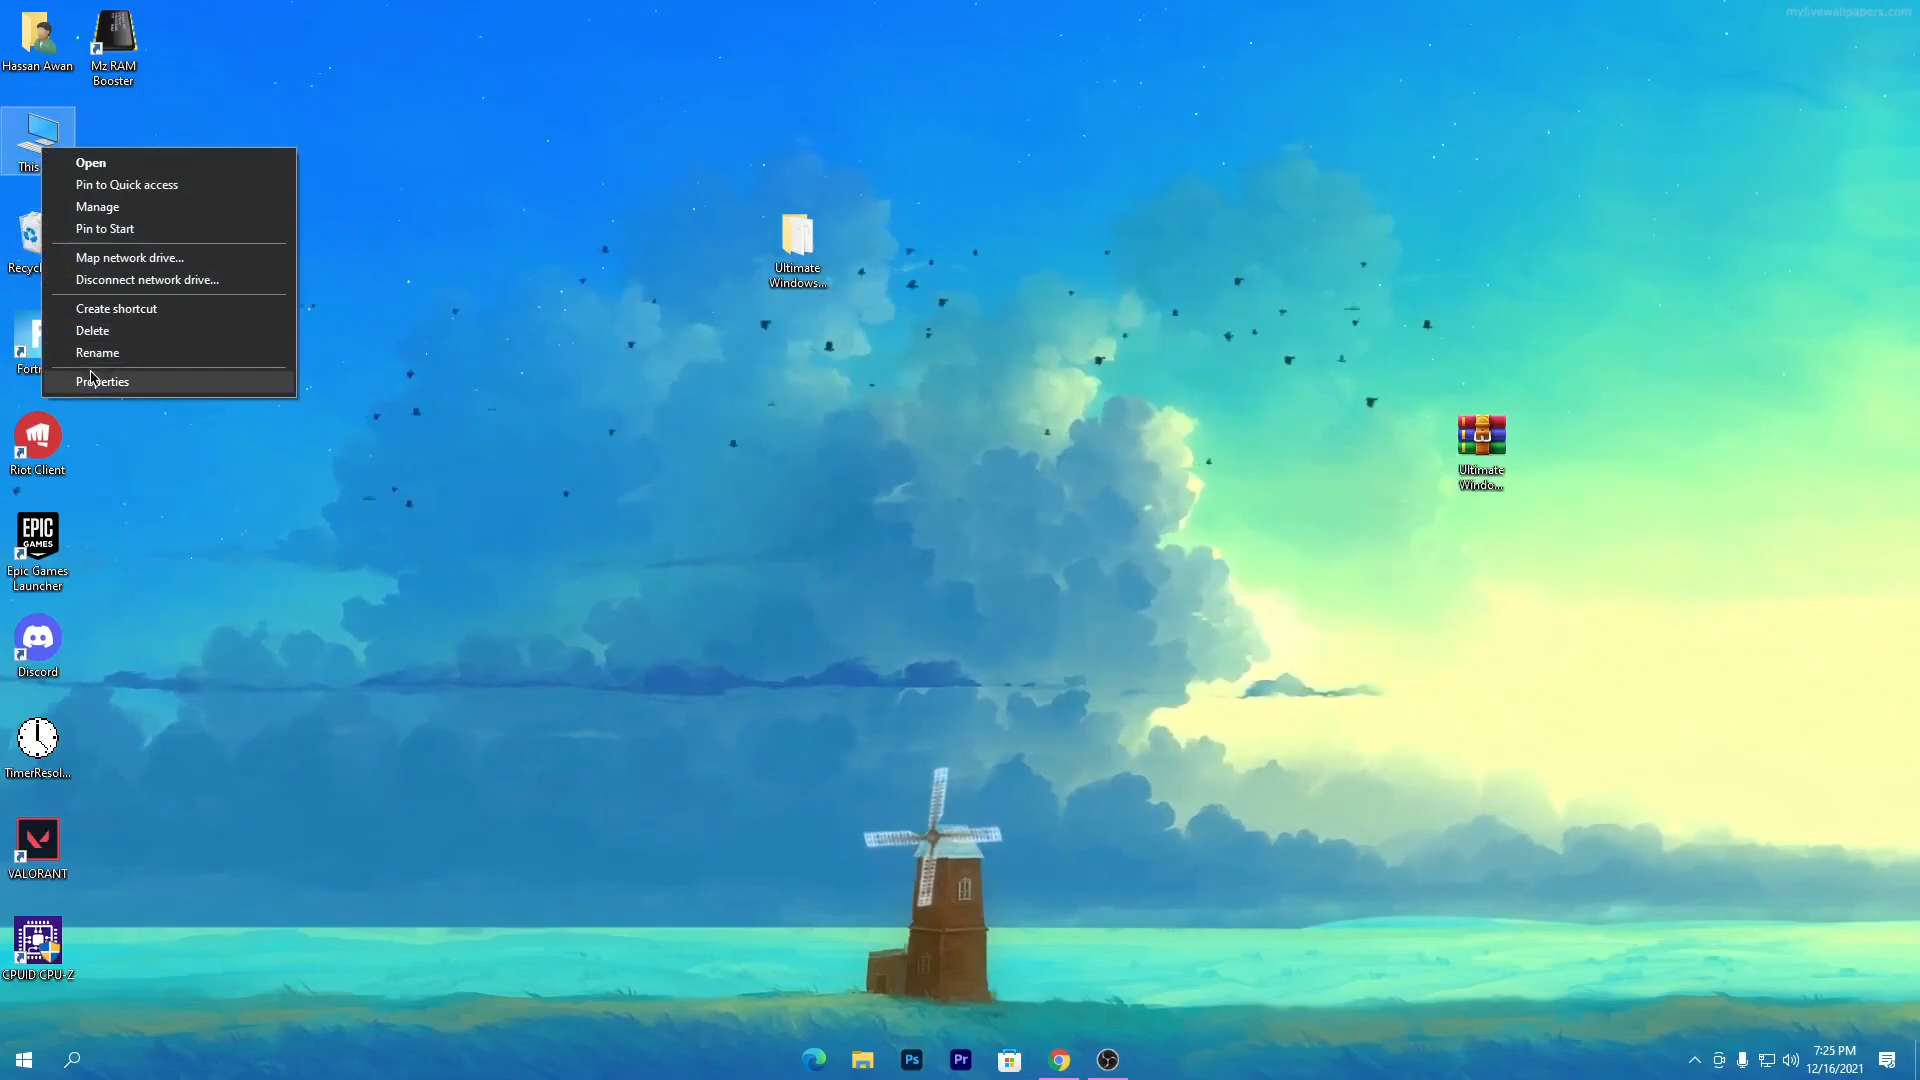 mylivewallpapers.com
Hassan Awan
Mz RAM
Booster
This
Open
Pin to Quick access
Manage
Pin to Start
Map network drive...
Disconnect network drive...
Create shortcut
Delete
Rename
Properties
Recyc
Fortn
Riot Client
EPIC
GAMES
Epic Games
Launcher
Discord
TimerResol...
VALORANT
CPUID CPU-Z
Ultimate
Windows...
Ultimate
Windo...
Ps
Pr
7:25 PM
12/16/2021